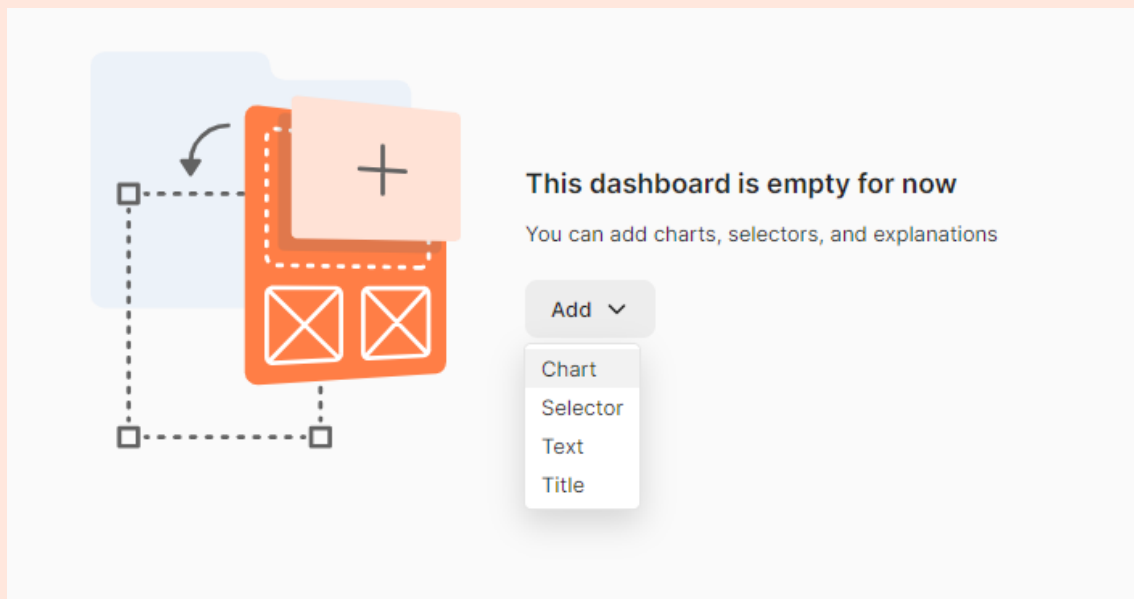 This dashboard is empty for now
You can add charts, selectors, and explanations
Add
Chart
Selector
Text
Title